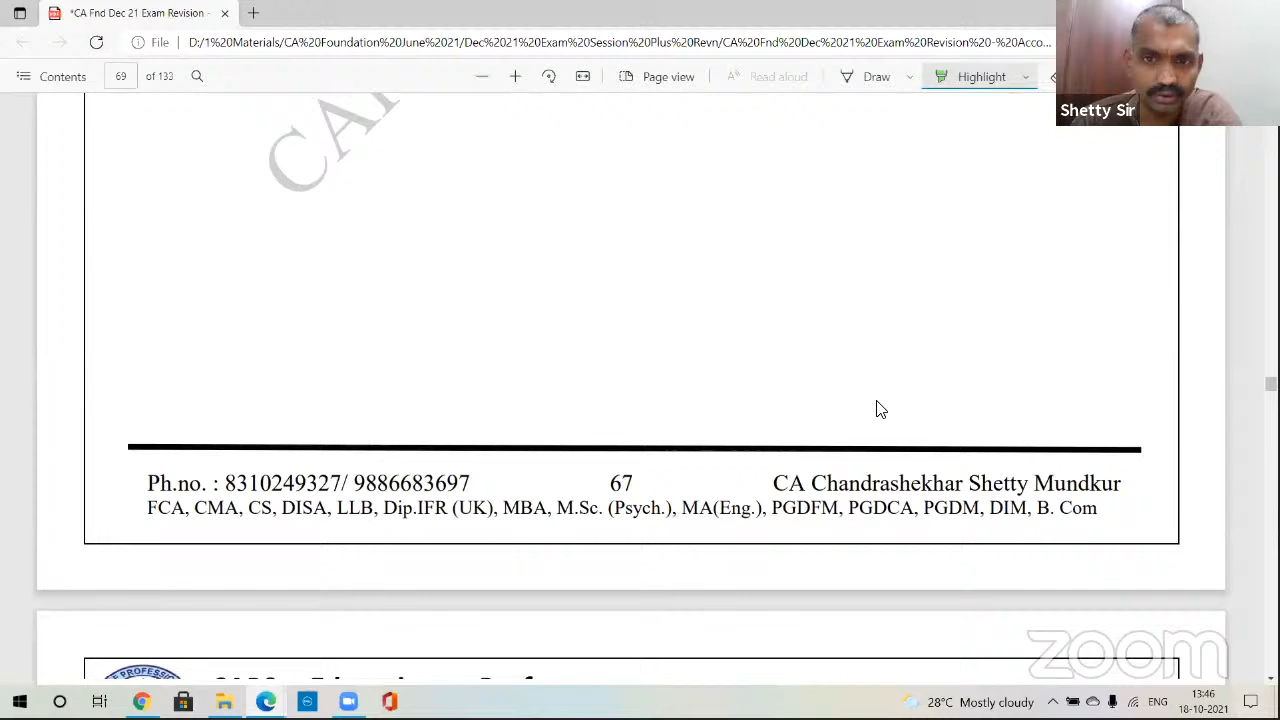 *CA Fnd Dec 21 Exam Revision -
File
D:/1%20Materials/CA%20Foundation%20June%2021/Dec%2021%20Exam%20Session%20Plus%20Revn/CA%20Fnd%20Dec%2021%20Exam%20Revision%20-%20Acco...
Contents 69 of 133 Page view Read aloud Draw Highlight
Shetty Sir
Ph.no. : 8310249327/ 9886683697 67 CA Chandrashekhar Shetty Mundkur
FCA, CMA, CS, DISA, LLB, Dip.IFR (UK), MBA, M.Sc. (Psych.), MA(Eng.), PGDFM, PGDCA, PGDM, DIM, B. Com
zoom
28°C Mostly cloudy ENG 13:46
18-10-2021